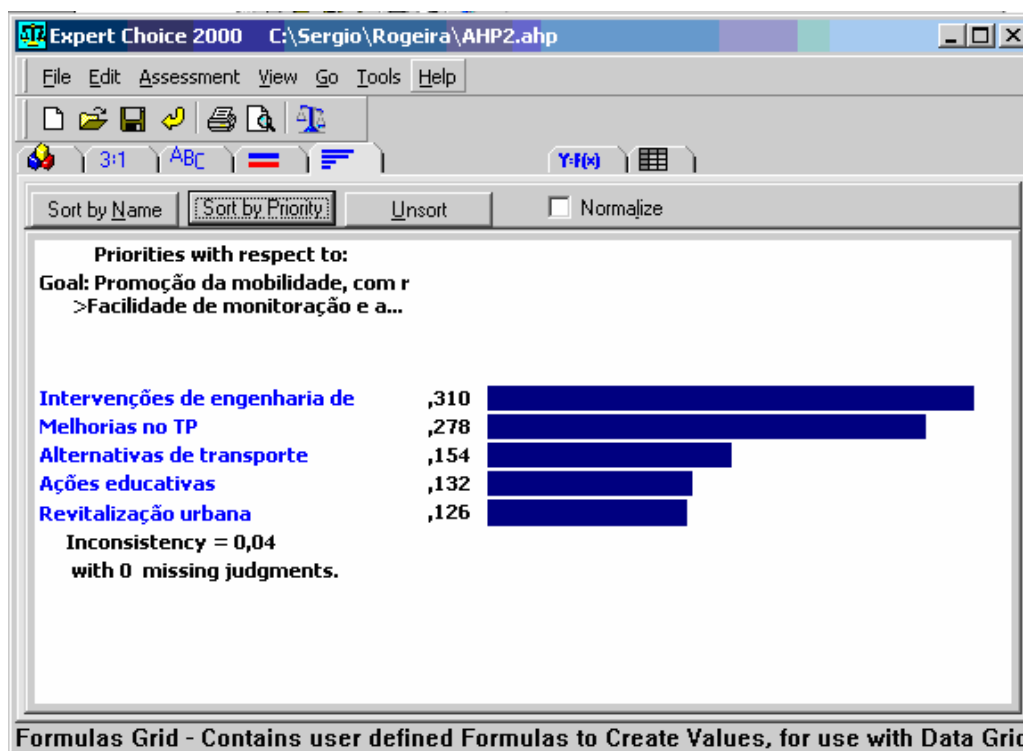 Expert Choice 2000 C:\Sergio\Rogeira\AHP2.ahp
File Edit Assessment View Go Tools Help
3:1 ABC Y=F(x)
Sort by Name Sort by Priority Unsort Normalize
Priorities with respect to:
Goal: Promoção da mobilidade, com r
>Facilidade de monitoração e a...
Intervenções de engenharia de ,310
Melhorias no TP ,278
Alternativas de transporte ,154
Ações educativas ,132
Revitalização urbana ,126
Inconsistency = 0,04
with 0 missing judgments.
Formulas Grid - Contains user defined Formulas to Create Values, for use with Data Grid